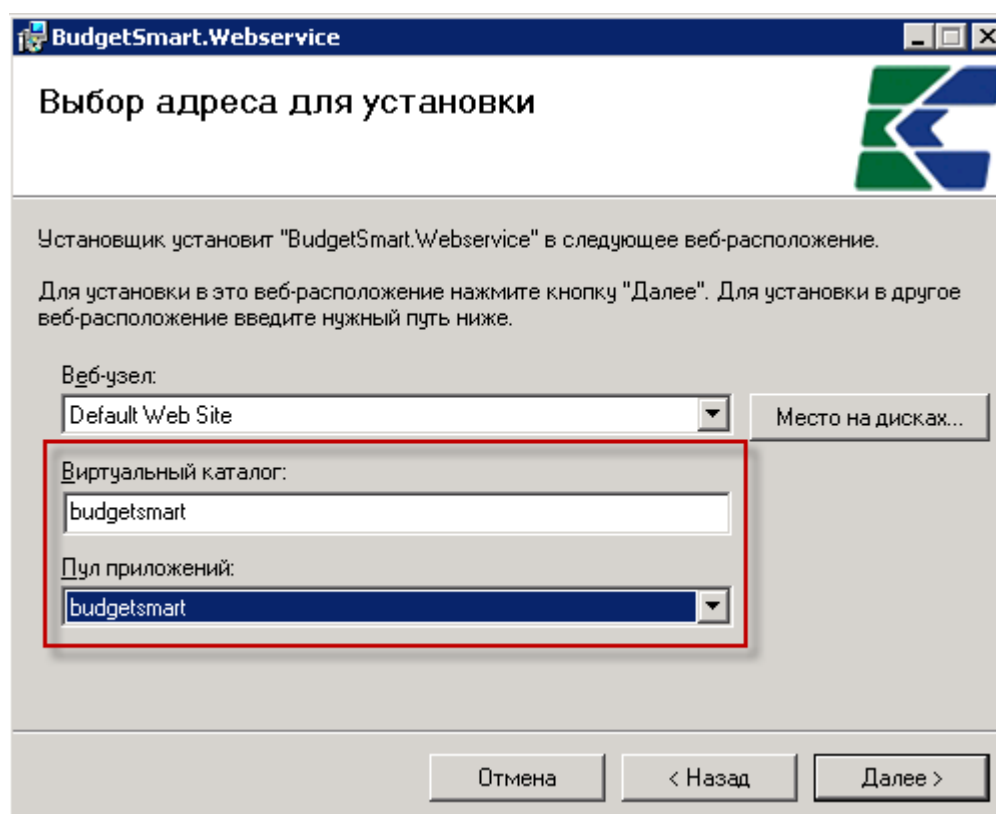 BudgetSmart.Webservice
Выбор адреса для установки
Установщик установит "BudgetSmart.Webservice" в следующее веб-расположение.
Для установки в это веб-расположение нажмите кнопку "Далее". Для установки в другое
веб-расположение введите нужный путь ниже.
Веб-узел:
Default Web Site
Место на дисках...
Виртуальный каталог:
budgetsmart
Пул приложений:
budgetsmart
Отмена
< Назад
Далее >